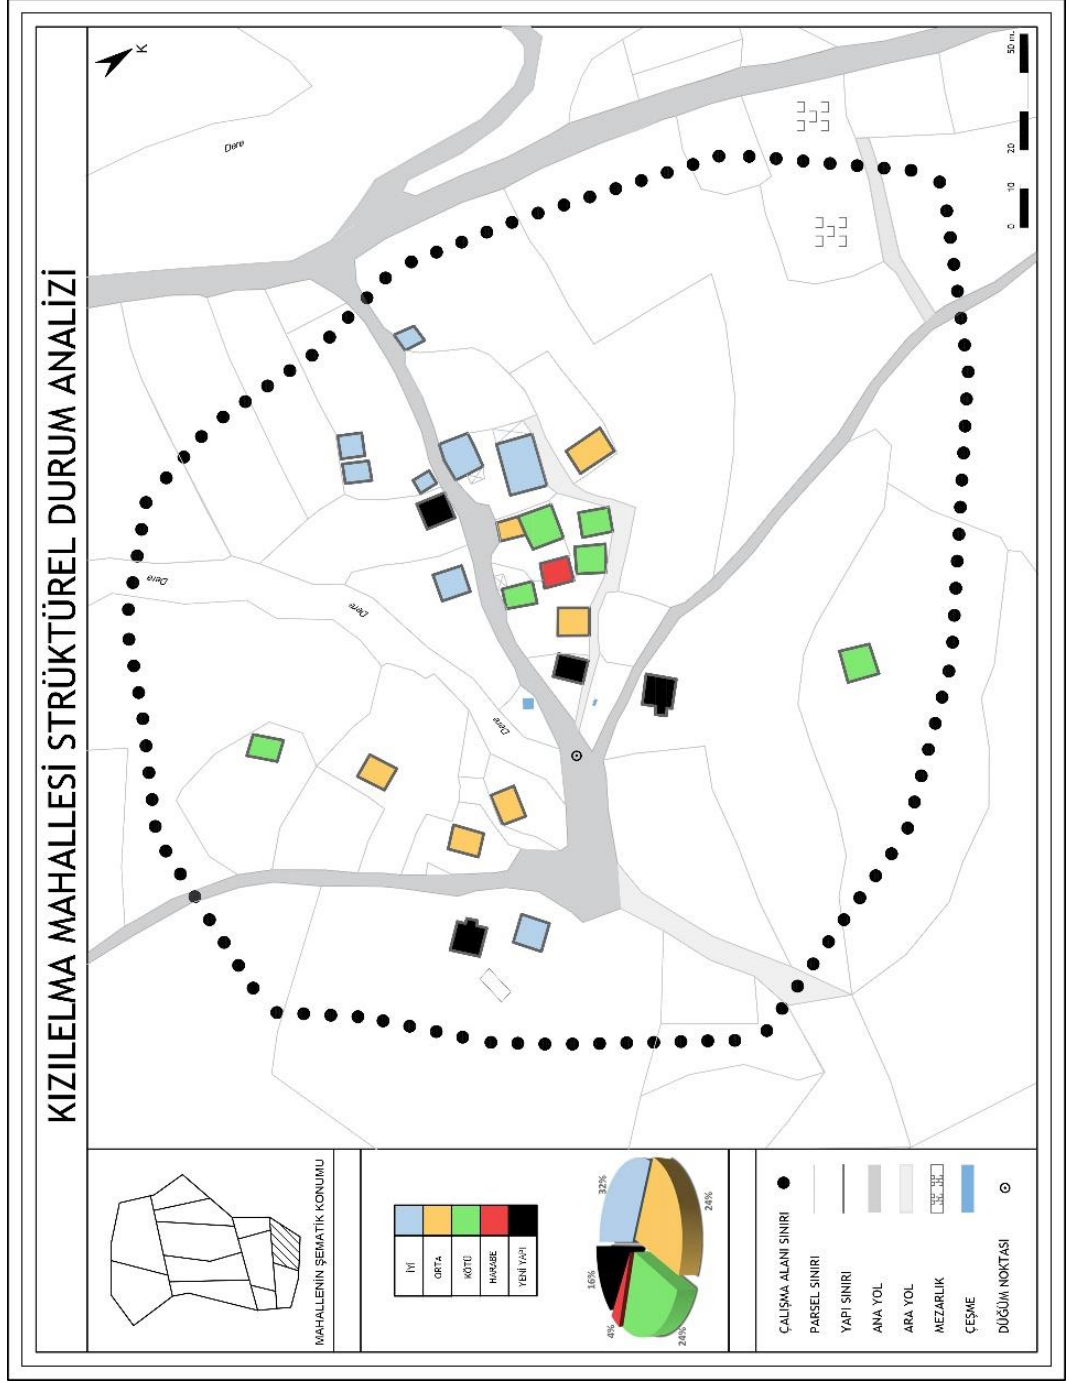 KIZILELMA MAHALLESİ STRÜKTÜREL DURUM ANALİZİ
K
Dere
Dere
Dere
Dere
0 10 20 50 m.
MAHALLENİN ŞEMATİK KONUMU
İYİ
ORTA
KÖTÜ
HARABE
YENİ YAPI
32%
24%
24%
4%
16%
ÇALIŞMA ALANI SINIRI
PARSEL SINIRI
YAPI SINIRI
ANA YOL
ARA YOL
MEZARLIK
ÇEŞME
DÜĞÜM NOKTASI